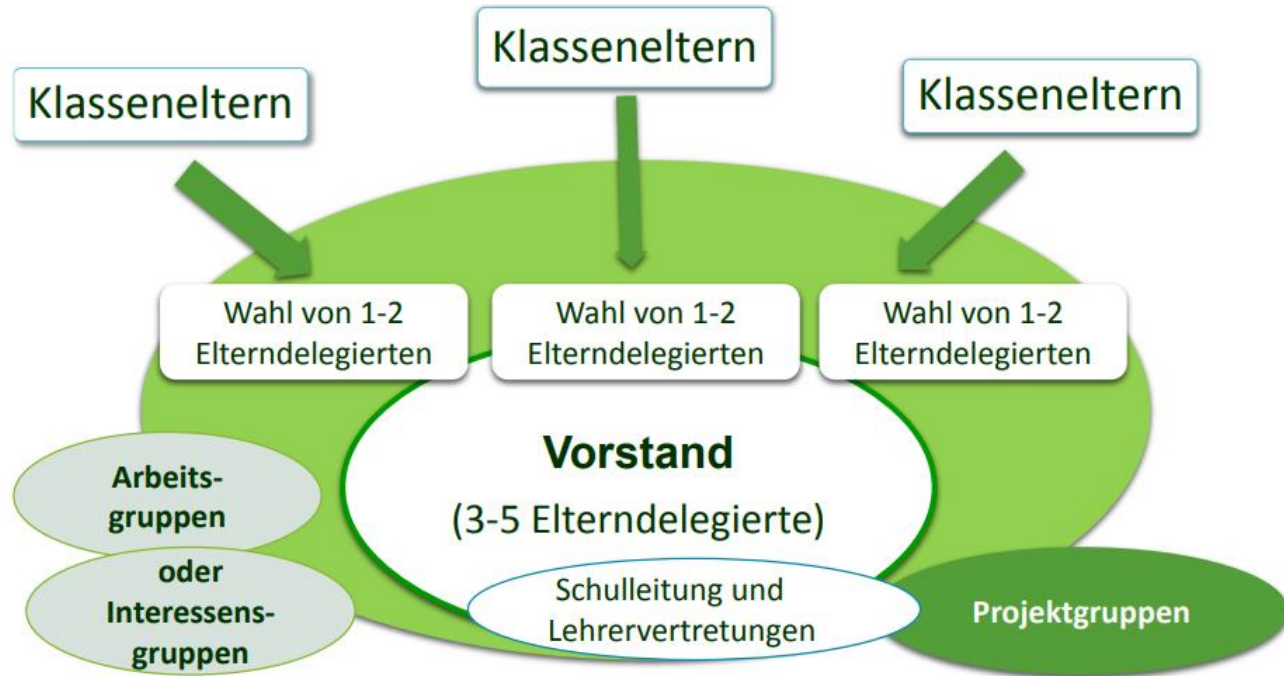 Klasseneltern
Klasseneltern
Klasseneltern
Wahl von 1-2
Elterndelegierten
Wahl von 1-2
Elterndelegierten
Wahl von 1-2
Elterndelegierten
Vorstand
(3-5 Elterndelegierte)
Arbeits-
gruppen
oder
Interessens-
gruppen
Schulleitung und
Lehrervertretungen
Projektgruppen